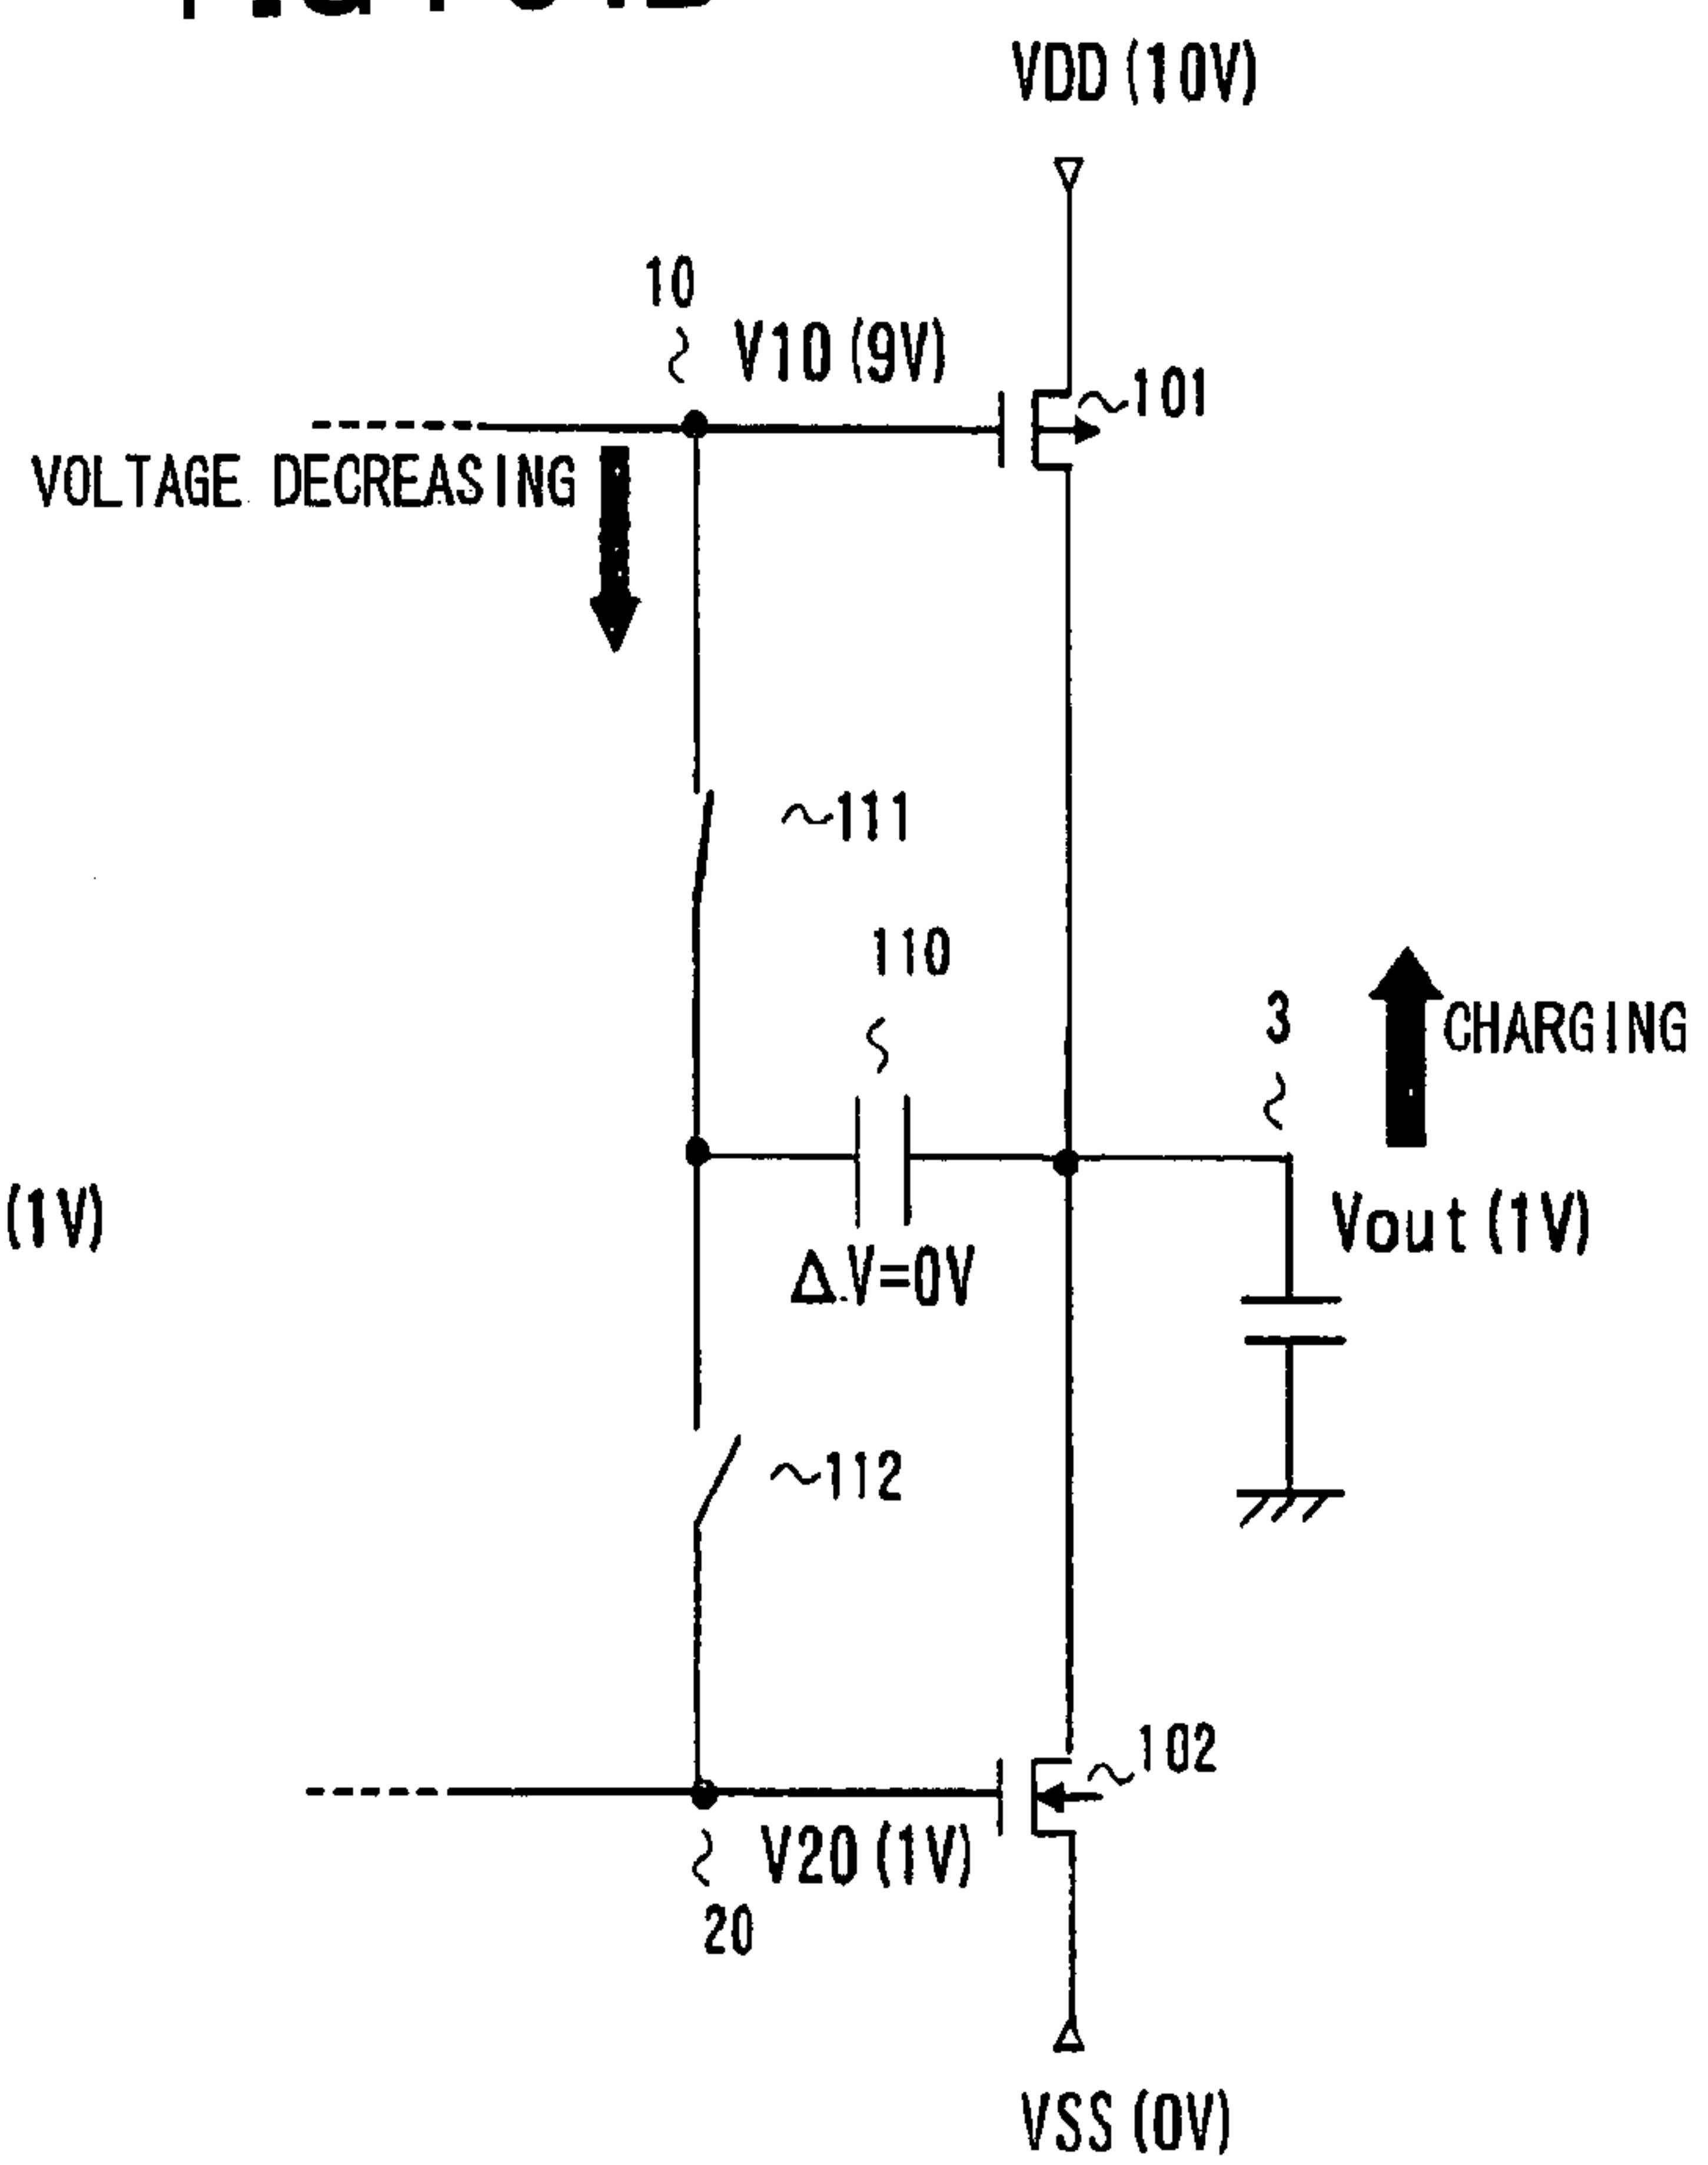 VDD (10V)
10
V10 (9V)
101
VOLTAGE DECREASING
111
110
3
CHARGING
(1V)
Vout (1V)
Δ.V=0V
112
102
V20 (1V)
20
VSS (0V)